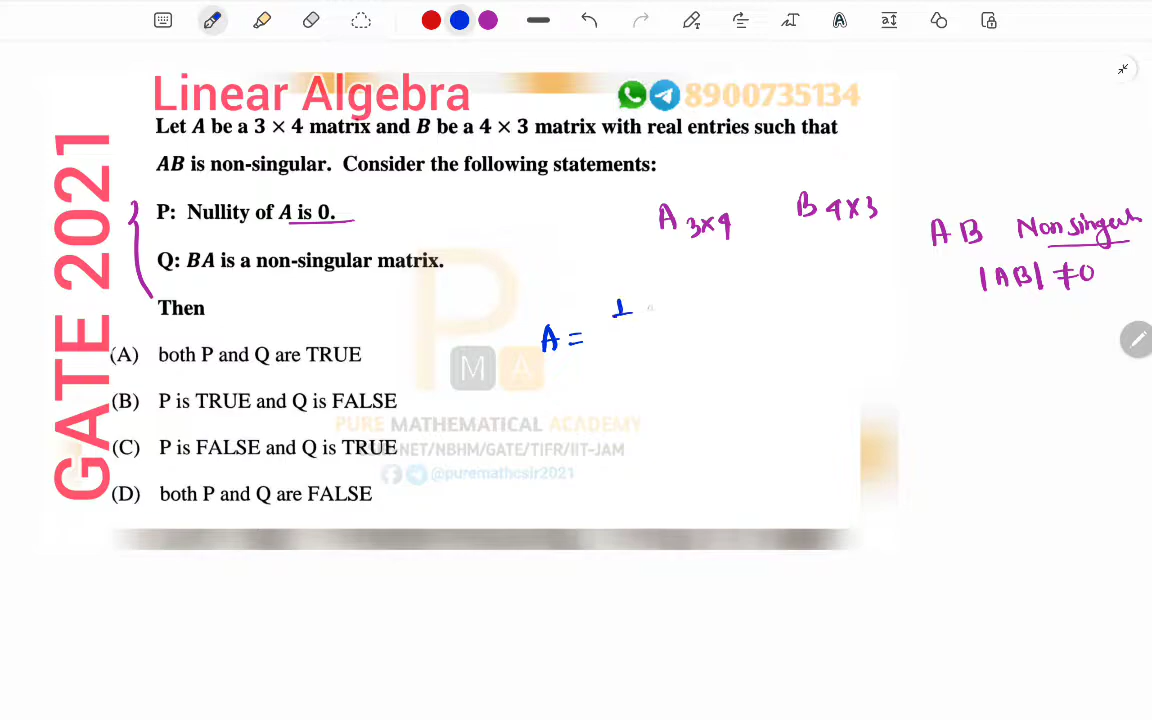 Linear Algebra
8900735134
GATE 2021
Let A be a 3 × 4 matrix and B be a 4 × 3 matrix with real entries such that
AB is non-singular. Consider the following statements:
P: Nullity of A is 0.
Q: BA is a non-singular matrix.
Then
(A) both P and Q are TRUE
(B) P is TRUE and Q is FALSE
(C) P is FALSE and Q is TRUE
(D) both P and Q are FALSE
A 3×4
B 4×3
AB
|AB| ≠0
A = 1
P
M A
PURE MATHEMATICAL ACADEMY
NET/NBHM/GATE/TIFR/IIT-JAM
@puremathcsir2021